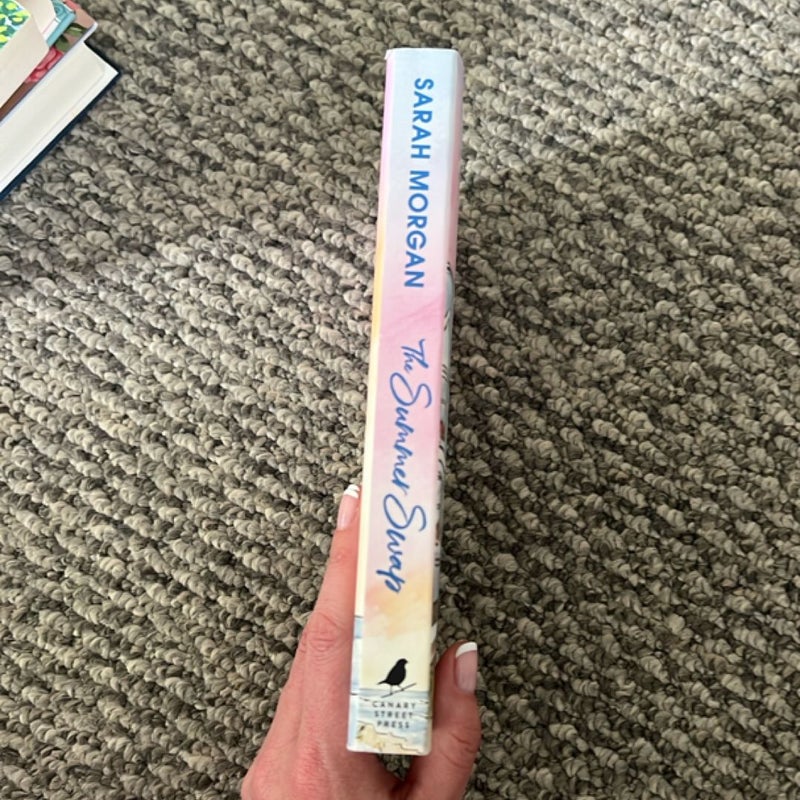 SARAH MORGAN
The Summer Swap
CANARY
STREET
PRESS